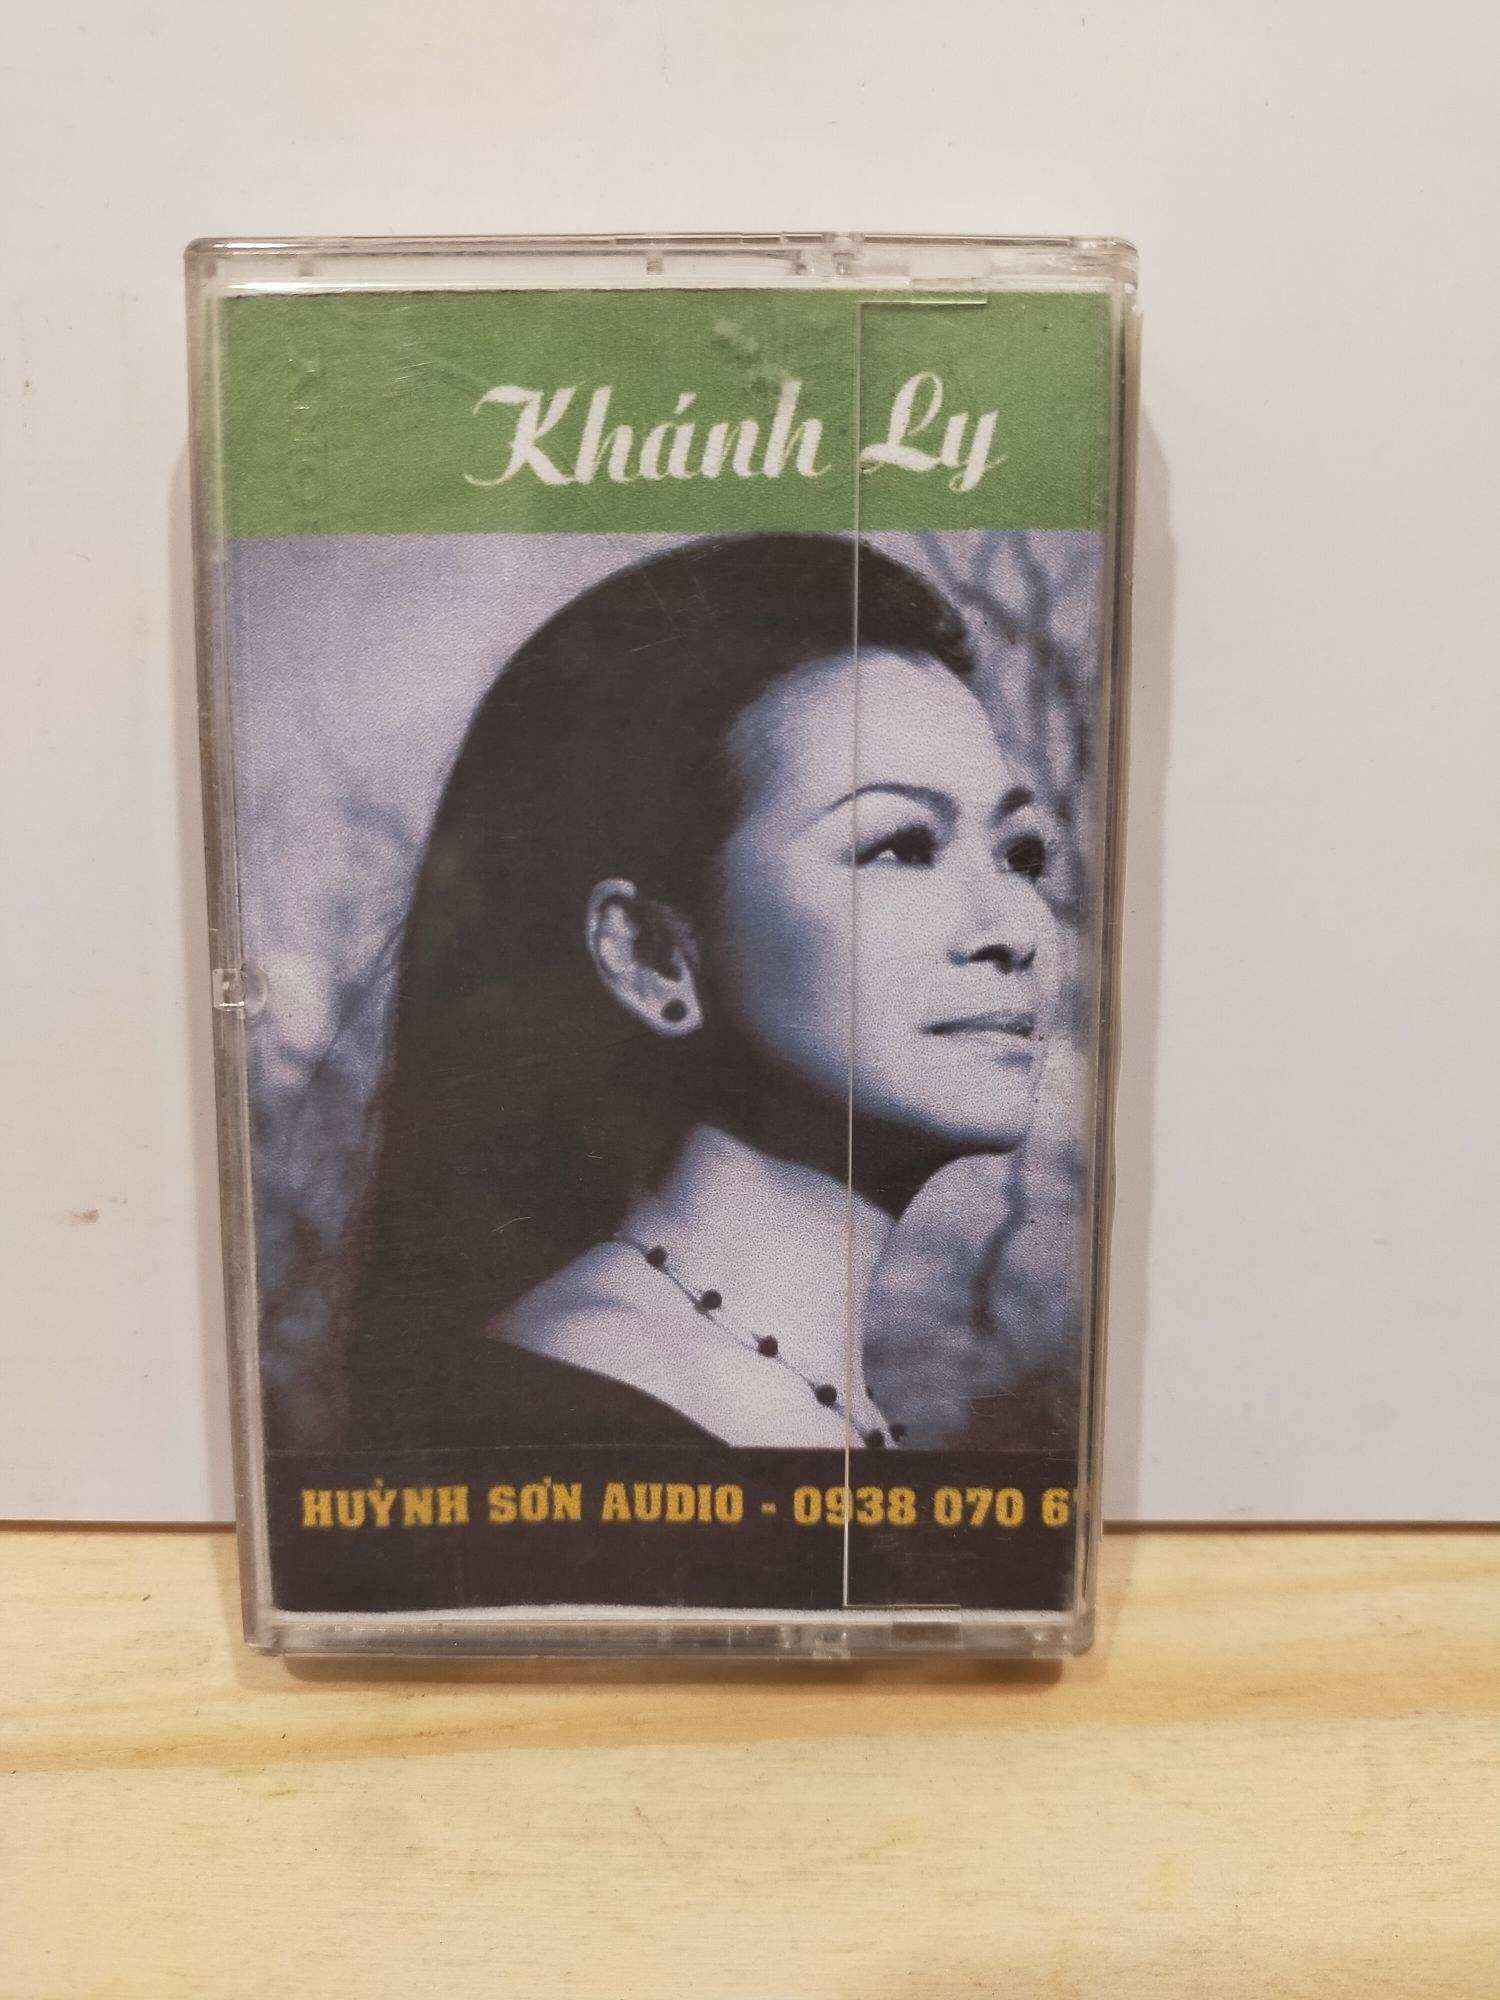 Khánh Ly
HUỲNH SƠN AUDIO - 0938 070 6